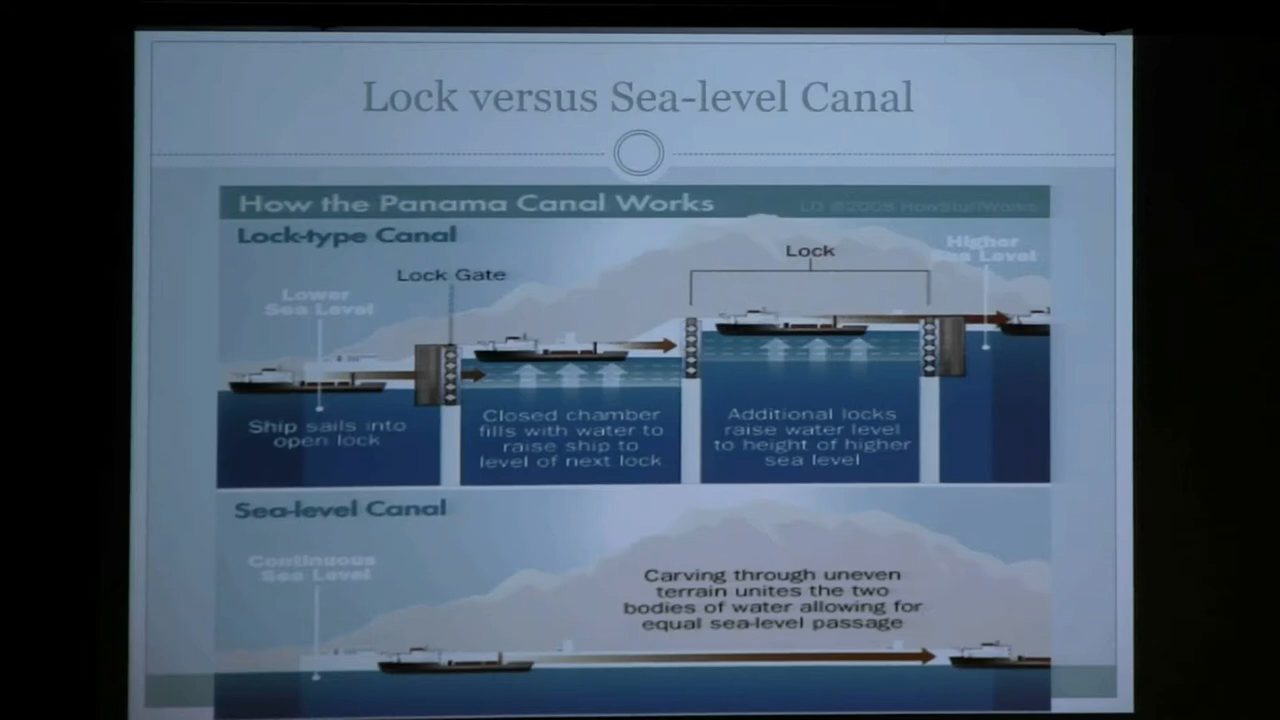 Lock versus Sea-level Canal
How the Panama Canal Works
LD ©2008 HowStuffWorks
Lock-type Canal
Lock
Higher
Sea Level
Lock Gate
Lower
Sea Level
Ship sails into
open lock
Closed chamber
fills with water to
raise ship to
level of next lock
Additional locks
raise water level
to height of higher
sea level
Sea-level Canal
Continuous
Sea Level
Carving through uneven
terrain unites the two
bodies of water allowing for
equal sea-level passage